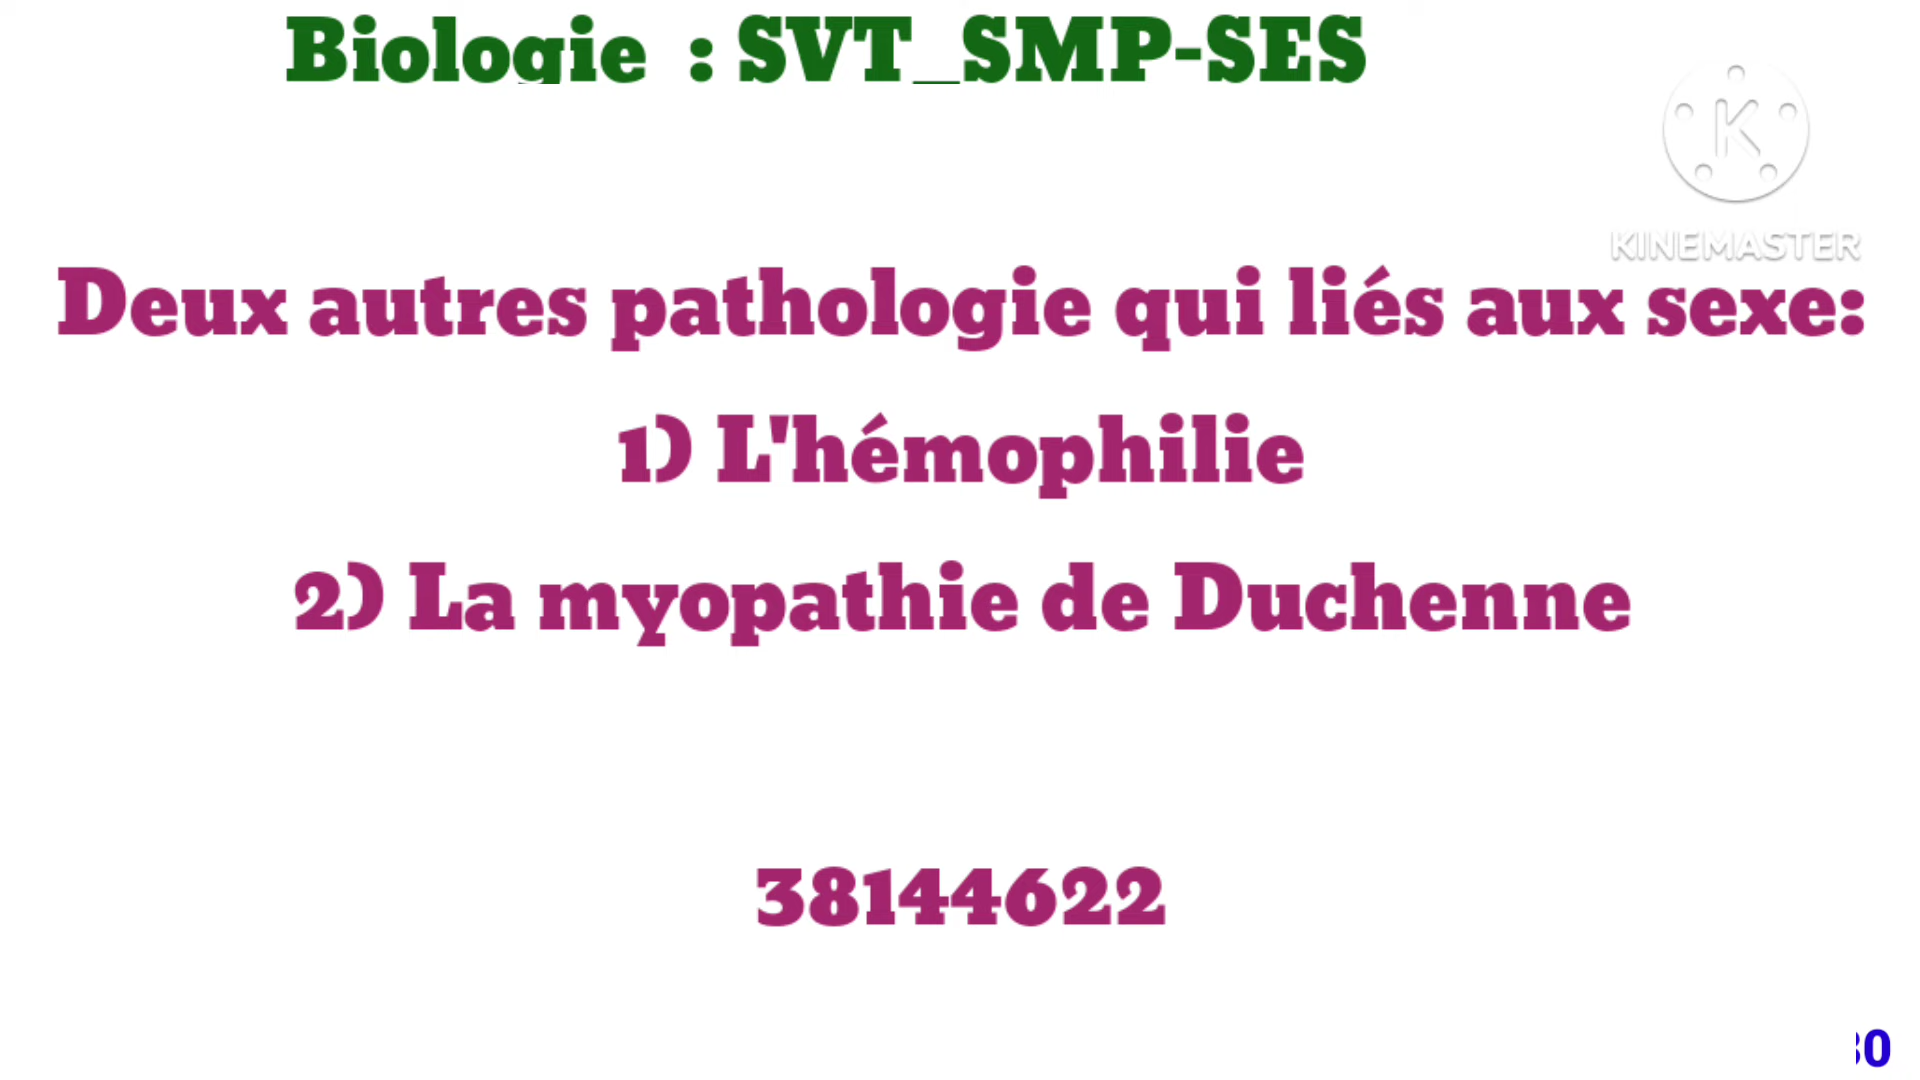 Biologie : SVT_SMP-SES
K
KINEMASTER
Deux autres pathologie qui liés aux sexe:
1) L'hémophilie
2) La myopathie de Duchenne
38144622